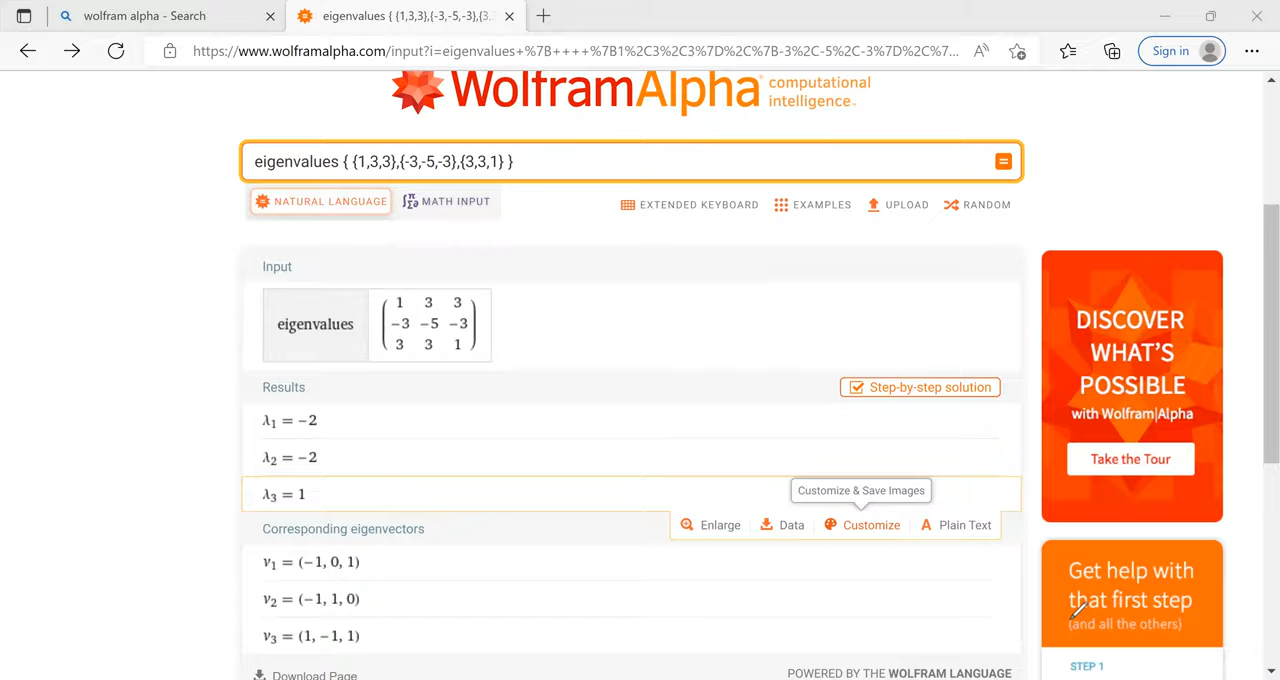 wolfram alpha - Search
eigenvalues { {1,3,3},{-3,-5,-3},{3
https://www.wolframalpha.com/input?i=eigenvalues+%7B++++%7B1%2C3%2C3%7D%2C%7B-3%2C-5%2C-3%7D%2C%7...
Sign in
WolframAlpha computational
intelligence™
eigenvalues { {1,3,3},{-3,-5,-3},{3,3,1} }
NATURAL LANGUAGE
MATH INPUT
EXTENDED KEYBOARD
EXAMPLES
UPLOAD
RANDOM
Input
eigenvalues
1 3 3
-3 -5 -3
3 3 1
Results
Step-by-step solution
λ1 = -2
λ2 = -2
λ3 = 1
Customize & Save Images
Enlarge
Data
Customize
A Plain Text
Corresponding eigenvectors
v1 = (-1, 0, 1)
v2 = (-1, 1, 0)
v3 = (1, -1, 1)
Download Page
POWERED BY THE WOLFRAM LANGUAGE
DISCOVER
WHAT'S
POSSIBLE
with Wolfram|Alpha
Take the Tour
Get help with
that first step
(and all the others)
STEP 1